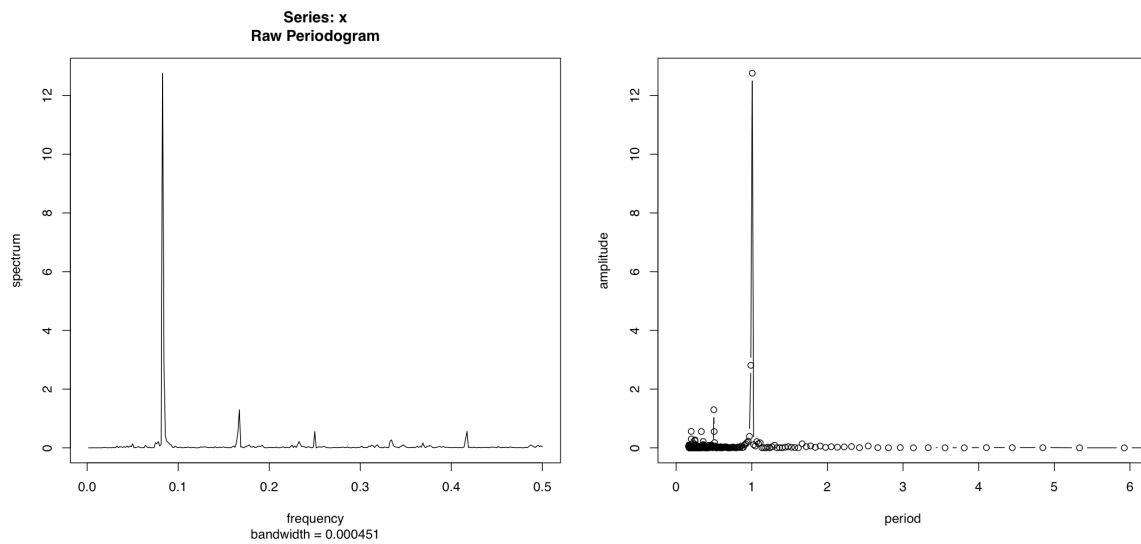 Series: x
Raw Periodogram
spectrum
0 2 4 6 8 10 12
0.0 0.1 0.2 0.3 0.4 0.5
frequency
bandwidth = 0.000451
amplitude
0 2 4 6 8 10 12
0 1 2 3 4 5 6
period